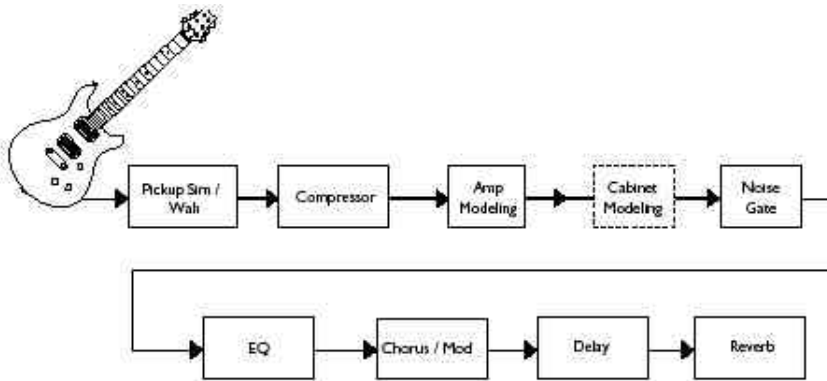 Pickup Sim /
Wah
Compressor
Amp
Modeling
Cabinet
Modeling
Noise
Gate
EQ
Chorus / Mod
Delay
Reverb